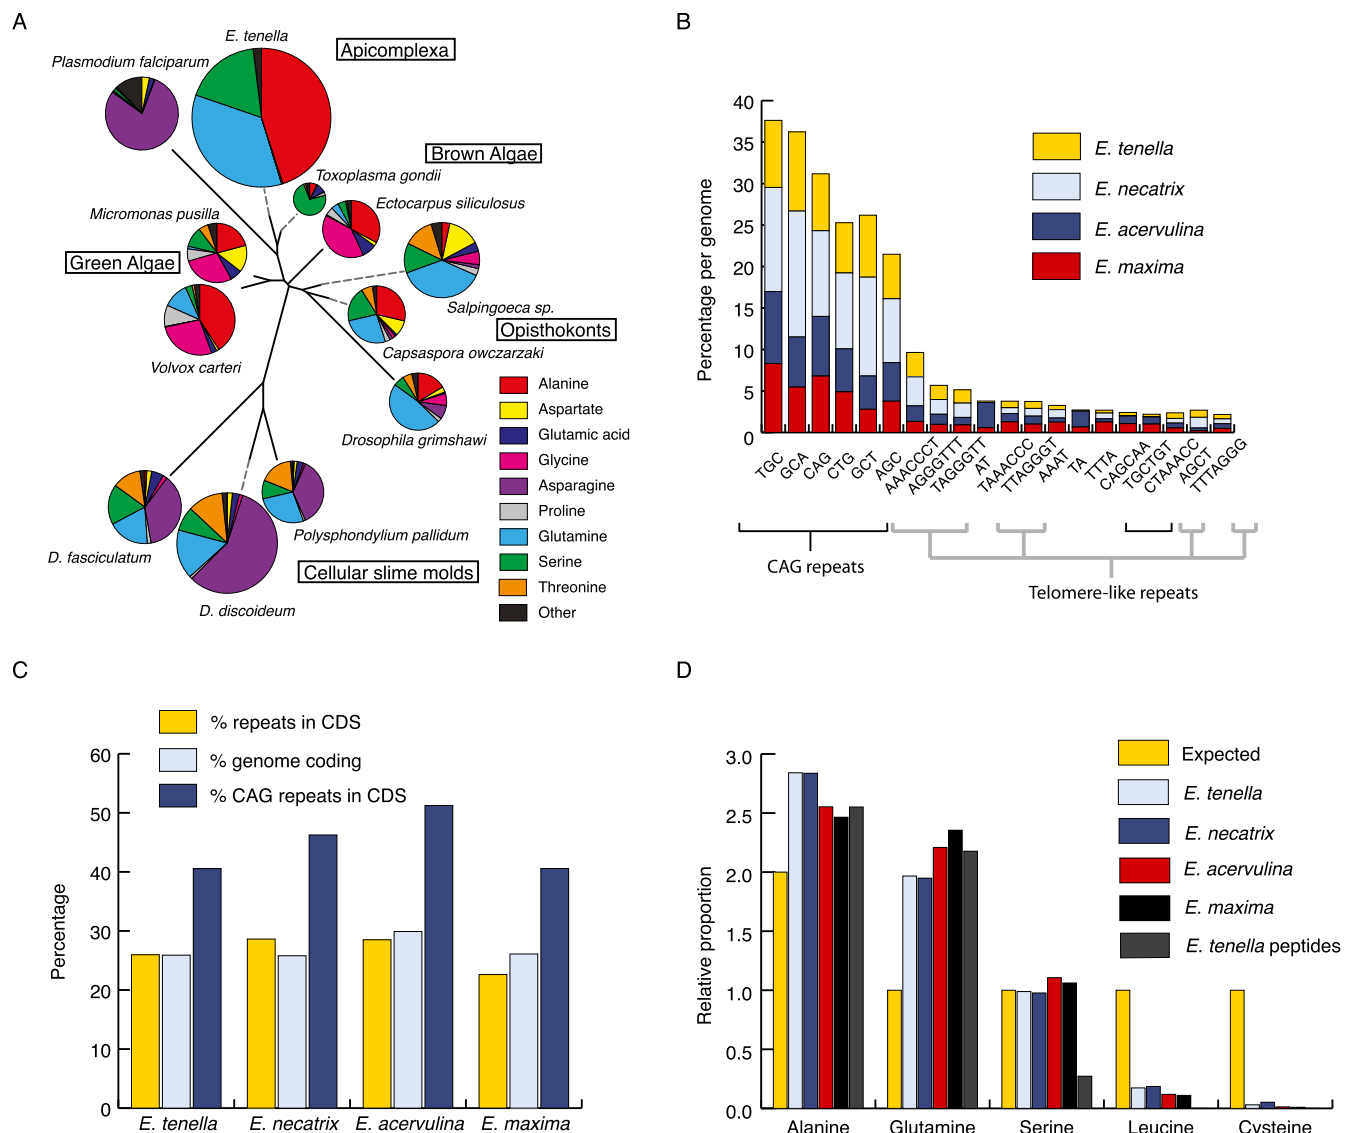 A
E. tenella
Apicomplexa
Plasmodium falciparum
Brown Algae
Toxoplasma gondii
Ectocarpus siliculosus
Micromonas pusilla
Green Algae
Salpingoeca sp.
Opisthokonts
Capsaspora owczarzaki
Volvox carteri
Drosophila grimshawi
Alanine
Aspartate
Glutamic acid
Glycine
Asparagine
Proline
Glutamine
Serine
Threonine
Other
Polysphondylium pallidum
D. fasciculatum
Cellular slime molds
D. discoideum
B
Percentage per genome
40
35
30
25
20
15
10
5
0
E. tenella
E. necatrix
E. acervulina
E. maxima
TGC
GCA
CAG
CTG
GCT
AGC
AACCCT
AGGTTT
TAGGGTT
AT
TAACCC
TTAGGGT
AAAT
TA
TTTA
CAGCAA
TGCTGT
CTAAACC
AGCT
TTTAGGG
CAG repeats
Telomere-like repeats
C
% repeats in CDS
% genome coding
% CAG repeats in CDS
Percentage
60
50
40
30
20
10
0
E. tenella
E. necatrix
E. acervulina
E. maxima
D
Relative proportion
3.0
2.5
2.0
1.5
1.0
0.5
0.0
Expected
E. tenella
E. necatrix
E. acervulina
E. maxima
E. tenella peptides
Alanine
Glutamine
Serine
Leucine
Cysteine